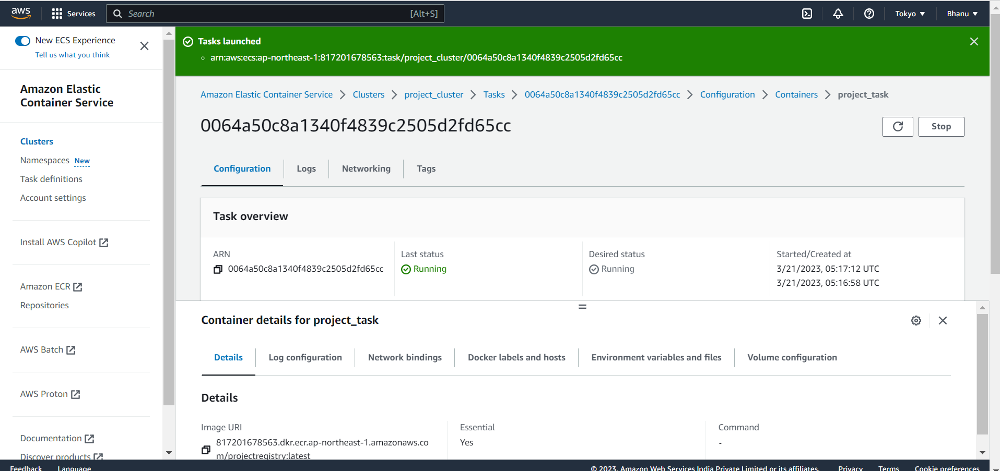 aws
Services
Search [Alt+S]
Tokyo
Bhanu
New ECS Experience
Tell us what you think
Amazon Elastic
Container Service
Clusters
Namespaces New
Task definitions
Account settings
Install AWS Copilot
Amazon ECR
Repositories
AWS Batch
AWS Proton
Documentation
Discover products
Tasks launched
arn:aws:ecs:ap-northeast-1:817201678563:task/project_cluster/0064a50c8a1340f4839c2505d2fd65cc
Amazon Elastic Container Service > Clusters > project_cluster > Tasks > 0064a50c8a1340f4839c2505d2fd65cc > Configuration > Containers > project_task
0064a50c8a1340f4839c2505d2fd65cc
Stop
Configuration Logs Networking Tags
Task overview
ARN
0064a50c8a1340f4839c2505d2fd65cc
Last status
Running
Desired status
Running
Started/Created at
3/21/2023, 05:17:12 UTC
3/21/2023, 05:16:58 UTC
Container details for project_task
Details Log configuration Network bindings Docker labels and hosts Environment variables and files Volume configuration
Details
Image URI
817201678563.dkr.ecr.ap-northeast-1.amazonaws.co
m/projectregistry:latest
Essential
Yes
Command
-
Feedback Language © 2023, Amazon Web Services India Private Limited or its affiliates. Privacy Terms Cookie preferences